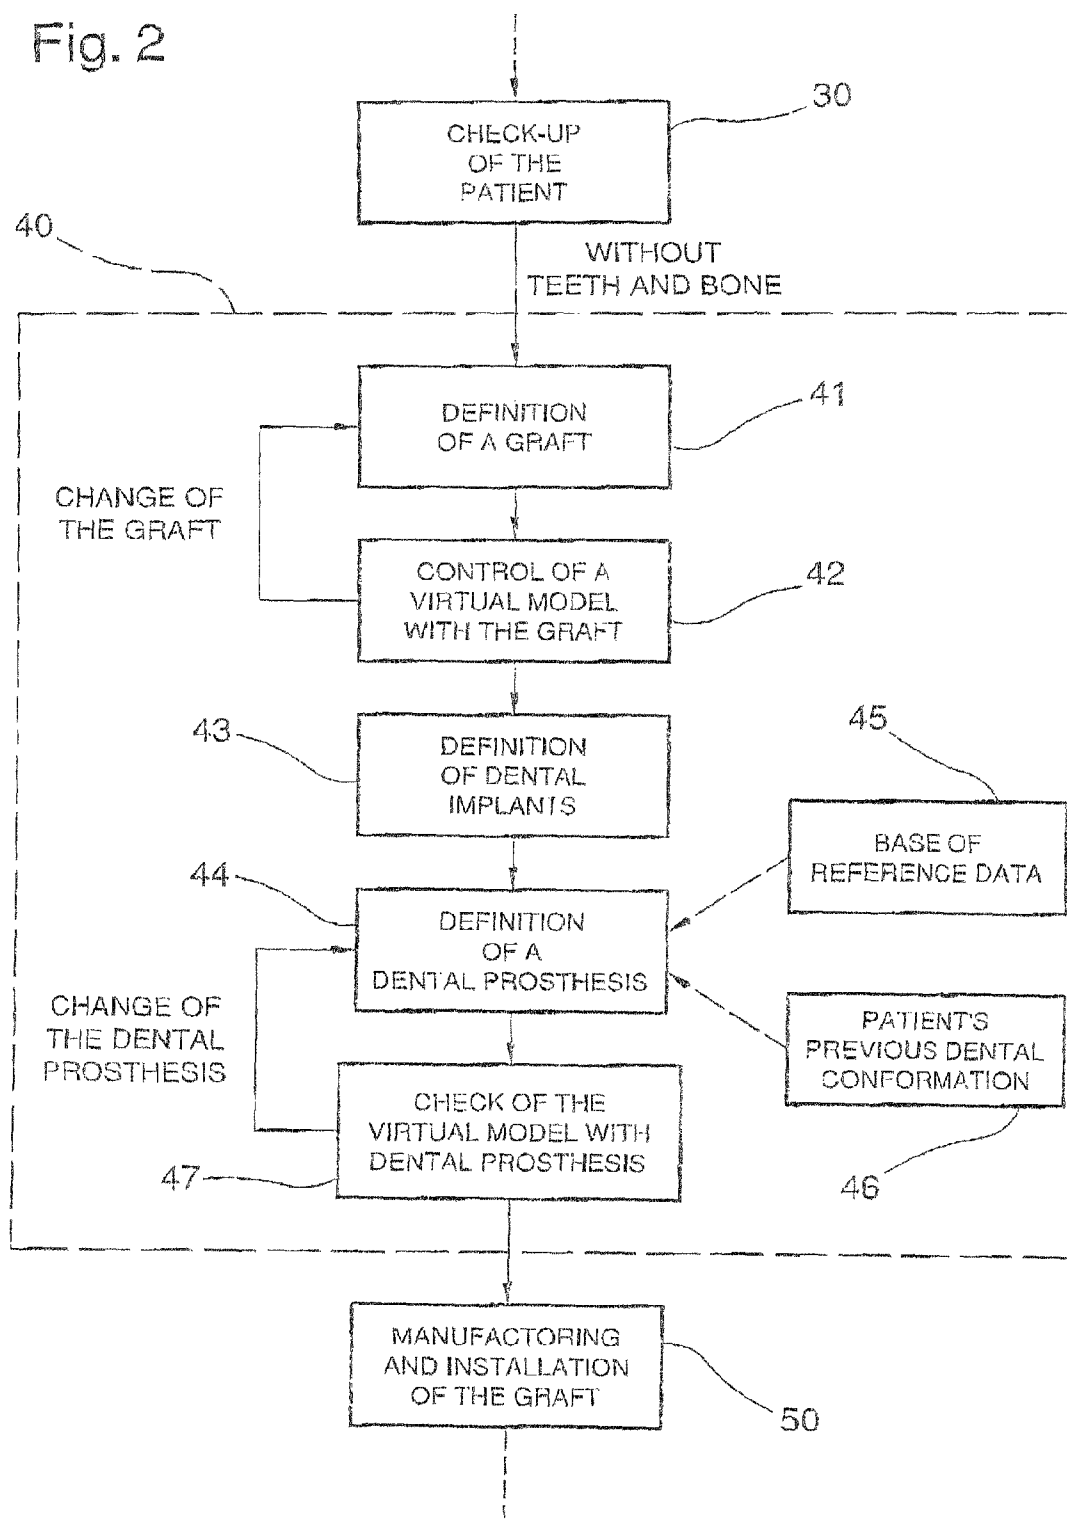 Fig. 2
CHECK-UP
OF THE
PATIENT
30
40
WITHOUT
TEETH AND BONE
DEFINITION
OF A GRAFT
41
CHANGE OF
THE GRAFT
CONTROL OF A
VIRTUAL MODEL
WITH THE GRAFT
42
43
DEFINITION
OF DENTAL
IMPLANTS
45
BASE OF
REFERENCE DATA
44
DEFINITION
OF A
DENTAL PROSTHESIS
CHANGE OF
THE DENTAL
PROSTHESIS
PATIENT'S
PREVIOUS DENTAL
CONFORMATION
46
CHECK OF THE
VIRTUAL MODEL WITH
DENTAL PROSTHESIS
47
MANUFACTORING
AND INSTALLATION
OF THE GRAFT
50